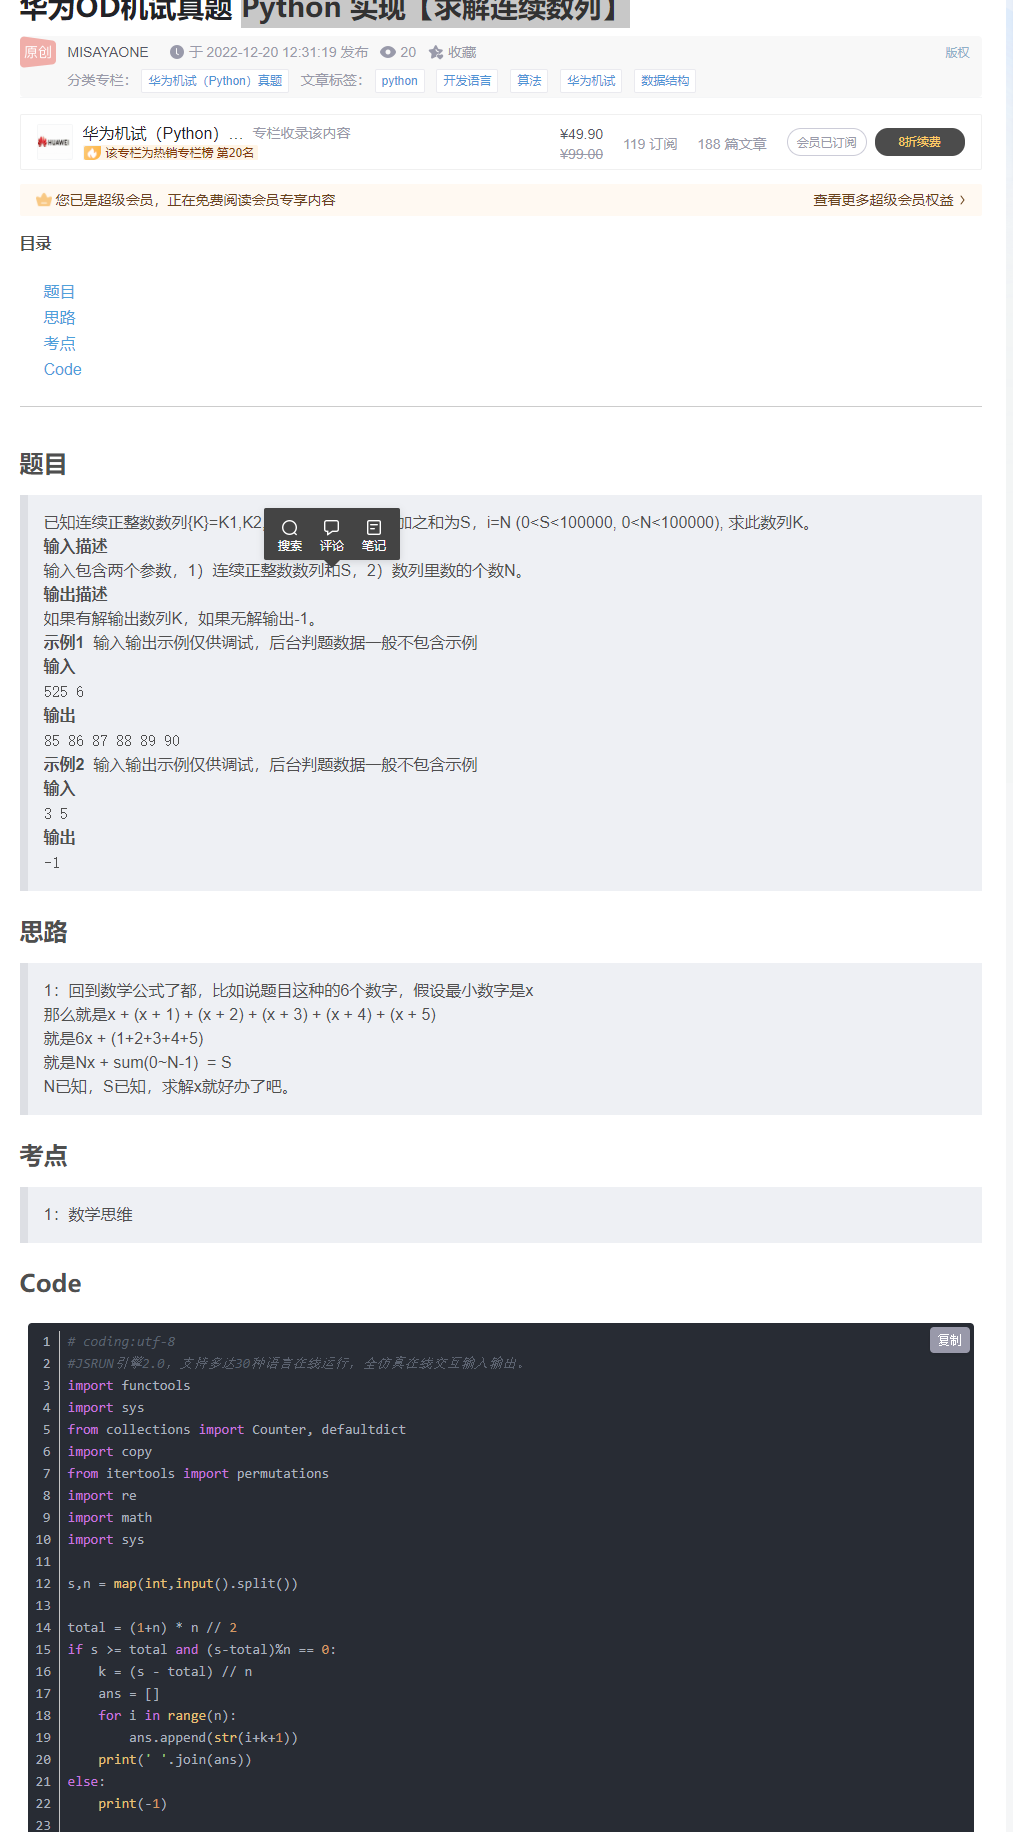 华为OD机试真题 Python 实现【求解连续数列】
原创 MISAYAONE 于 2022-12-20 12:31:19 发布 20 收藏 版权
分类专栏： 华为机试（Python）真题 文章标签： python 开发语言 算法 华为机试 数据结构
HUAWEI 华为机试（Python）... 专栏收录该内容 ¥49.90
该专栏为热销专栏榜 第20名 ¥99.00 119 订阅 188 篇文章 会员已订阅 8折续费
您已是超级会员，正在免费阅读会员专享内容 查看更多超级会员权益
目录
题目
思路
考点
Code
题目
已知连续正整数数列{K}=K1,K2 加之和为S，i=N (0<S<100000, 0<N<100000), 求此数列K。
搜索 评论 笔记
输入描述
输入包含两个参数，1）连续正整数数列和S，2）数列里数的个数N。
输出描述
如果有解输出数列K，如果无解输出-1。
示例1 输入输出示例仅供调试，后台判题数据一般不包含示例
输入
525 6
输出
85 86 87 88 89 90
示例2 输入输出示例仅供调试，后台判题数据一般不包含示例
输入
3 5
输出
-1
思路
1：回到数学公式了都，比如说题目这种的6个数字，假设最小数字是x
那么就是x + (x + 1) + (x + 2) + (x + 3) + (x + 4) + (x + 5)
就是6x + (1+2+3+4+5)
就是Nx + sum(0~N-1) = S
N已知，S已知，求解x就好办了吧。
考点
1：数学思维
Code
复制
1 # coding:utf-8
2 #JSRUN引擎2.0，支持多达30种语言在线运行，全仿真在线交互输入输出。
3 import functools
4 import sys
5 from collections import Counter, defaultdict
6 import copy
7 from itertools import permutations
8 import re
9 import math
10 import sys
11
12 s,n = map(int,input().split())
13
14 total = (1+n) * n // 2
15 if s >= total and (s-total)%n == 0:
16     k = (s - total) // n
17     ans = []
18     for i in range(n):
19         ans.append(str(i+k+1))
20     print(' '.join(ans))
21 else:
22     print(-1)
23